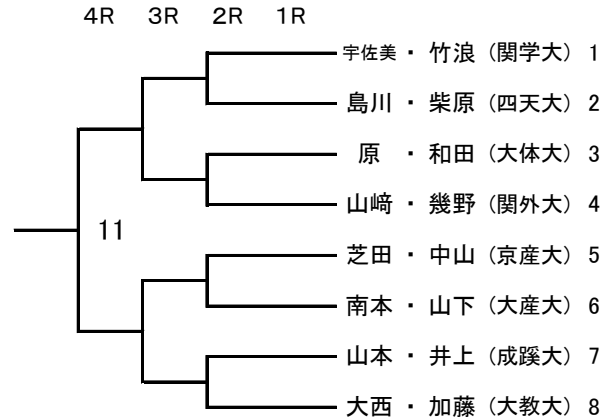 4R 3R 2R 1R
宇佐美 ・ 竹浪 (関学大) 1
島川 ・ 柴原 (四天大) 2
原 ・ 和田 (大体大) 3
山﨑 ・ 幾野 (関外大) 4
11
芝田 ・ 中山 (京産大) 5
南本 ・ 山下 (大産大) 6
山本 ・ 井上 (成蹊大) 7
大西 ・ 加藤 (大教大) 8